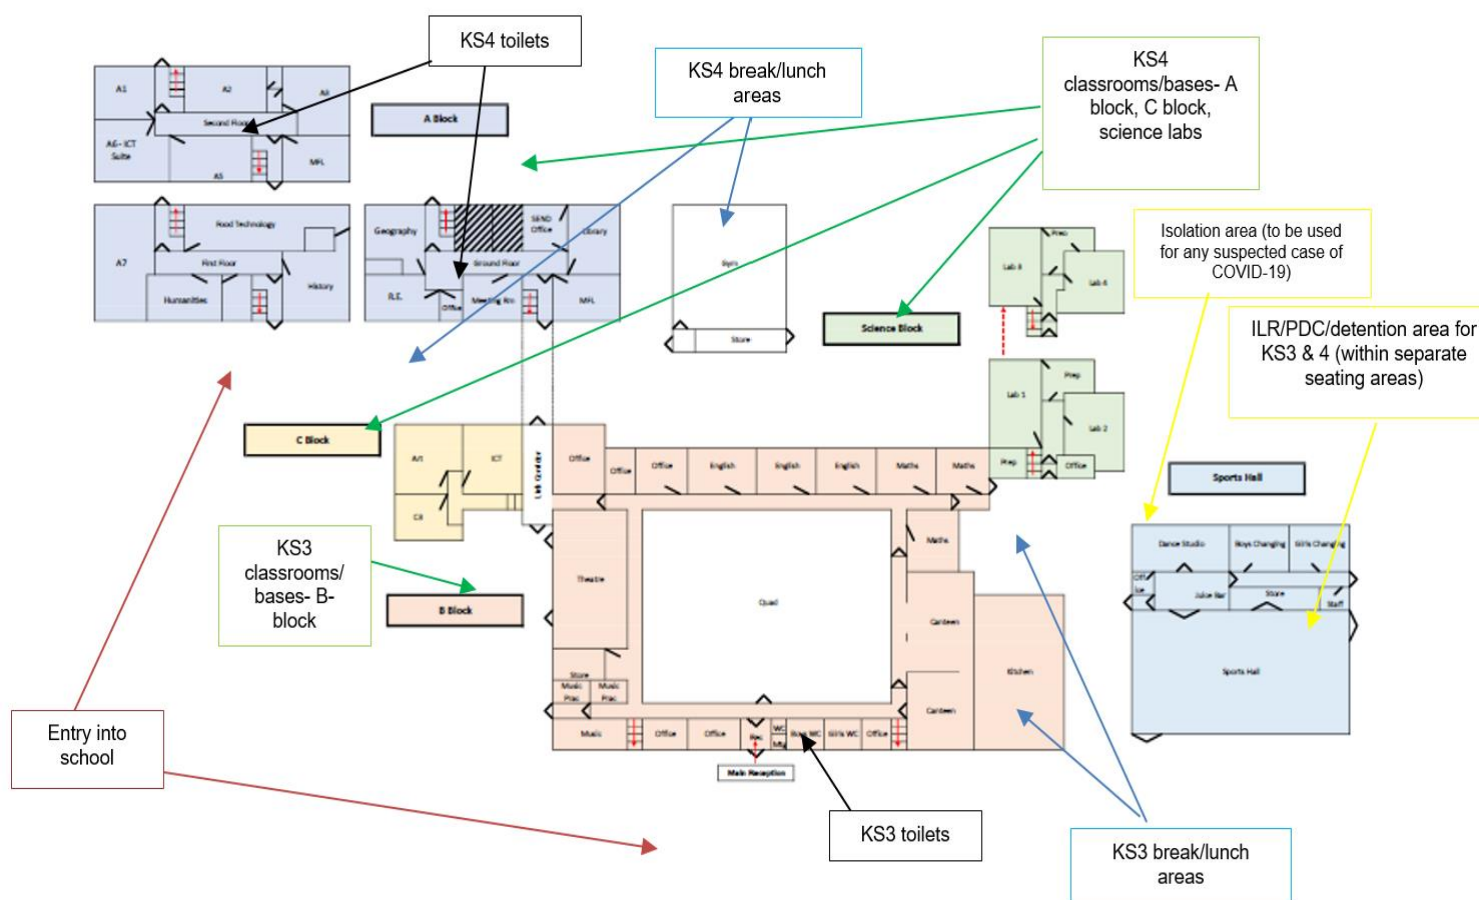 KS4 toilets
KS4 break/lunch
areas
KS4
classrooms/bases- A
block, C block,
science labs
A1
A2
A3
Second Floor
A6- ICT
Suite
A5
MFL
A Block
Isolation area (to be used
for any suspected case of
COVID-19)
ILR/PDC/detention area for
KS3 & 4 (within separate
seating areas)
Food Technology
A7
First Floor
Humanities
History
Geography
SEND
Office
Library
Ground Floor
R.E.
Office
Meeting Rm
MFL
Gym
Store
Science Block
Lab 3
Prep
Lab 4
Lab 1
Prep
Lab 2
Prep
Office
C Block
Art
ICT
C3
Link Corridor
Office
Office
Office
English
English
English
Maths
Maths
Sports Hall
KS3
classrooms/
bases- B-
block
B Block
Theatre
Quad
Maths
Canteen
Kitchen
Canteen
Store
Music
Prac
Music
Prac
Music
Office
Office
Rec
WC
Mtg
Boys WC
Girls WC
Office
Main Reception
Dance Studio
Boys Changing
Girls Changing
Off
ice
Juice Bar
Store
Staff
Sports Hall
Entry into
school
KS3 toilets
KS3 break/lunch
areas